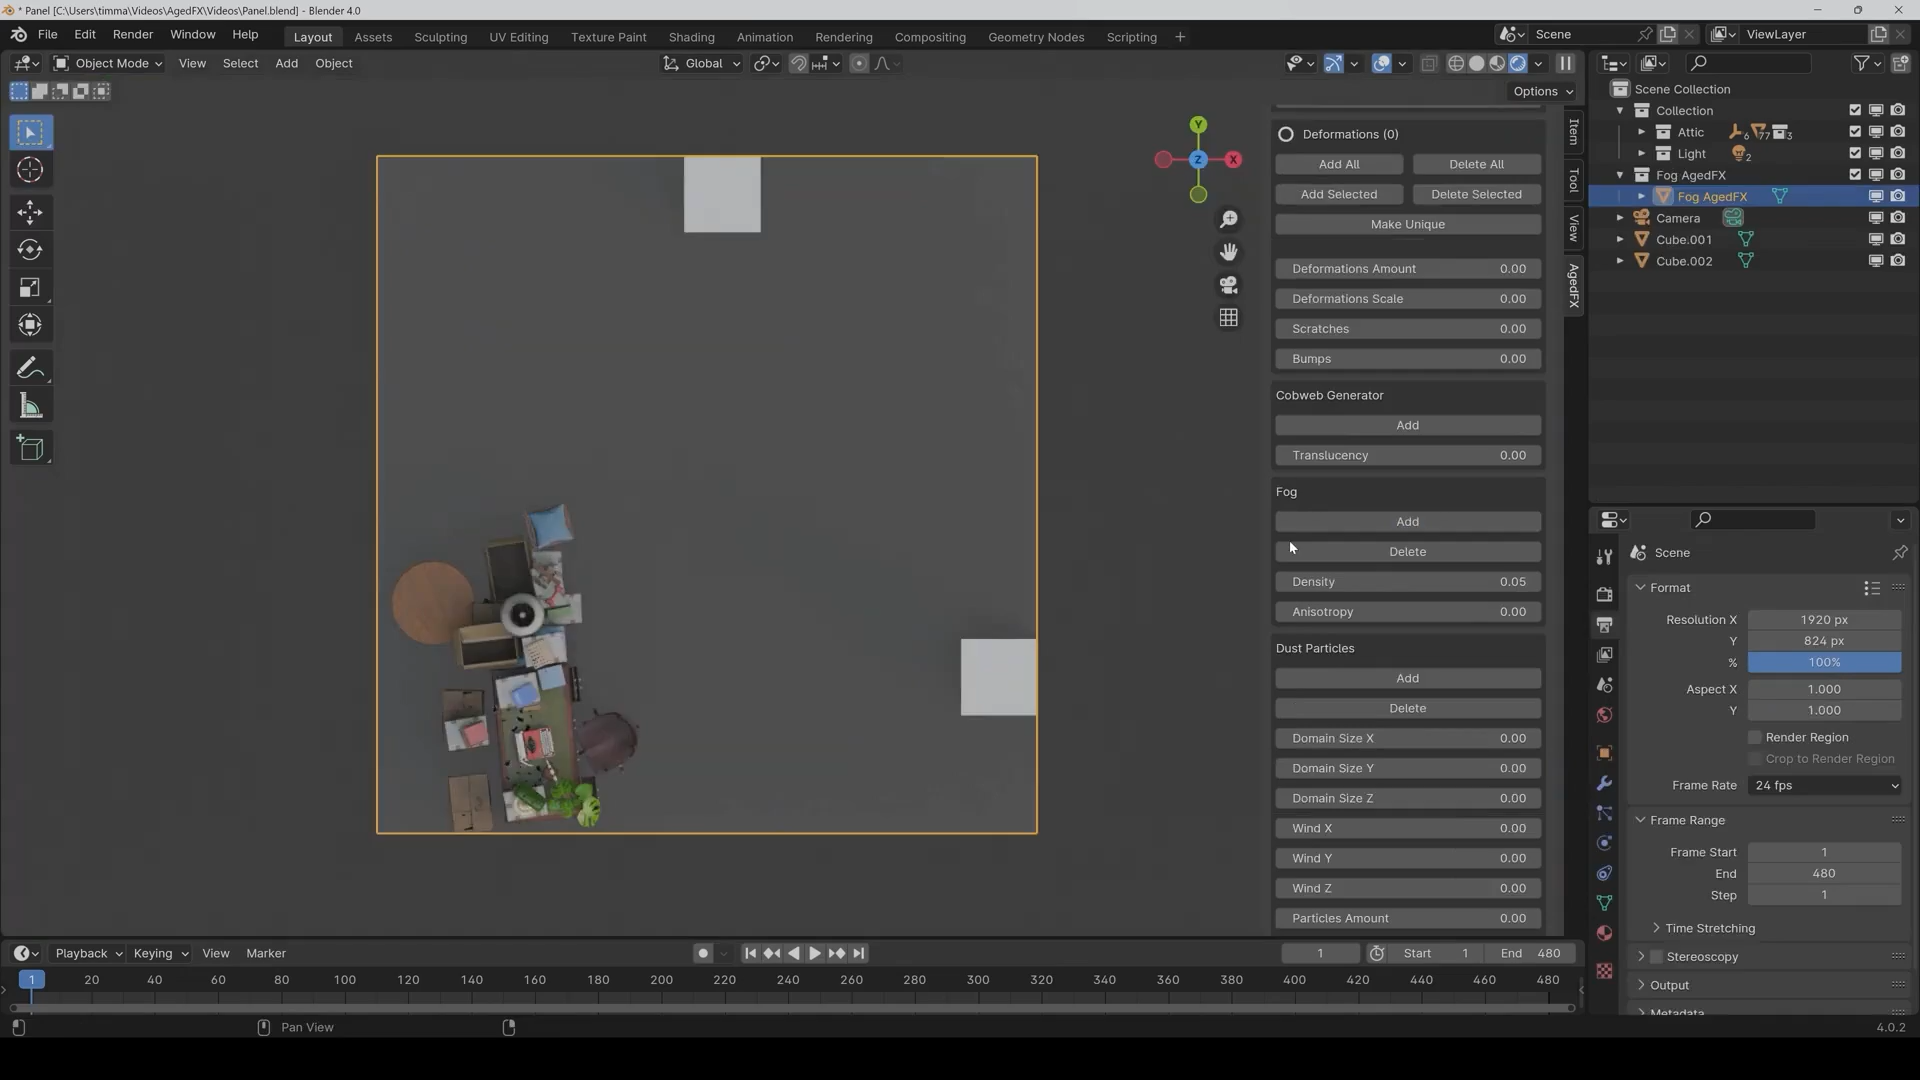 * Panel [C:\Users\timma\Videos\AgedFX\Videos\Panel.blend] - Blender 4.0
File Edit Render Window Help Layout Assets Sculpting UV Editing Texture Paint Shading Animation Rendering Compositing Geometry Nodes Scripting + Scene ViewLayer
Object Mode View Select Add Object Global
Options
Item
Tool
View
AgedFX
Y
Z X
Deformations (0)
Add All Delete All
Add Selected Delete Selected
Make Unique
Deformations Amount 0.00
Deformations Scale 0.00
Scratches 0.00
Bumps 0.00
Cobweb Generator
Add
Translucency 0.00
Fog
Add
Delete
Density 0.05
Anisotropy 0.00
Dust Particles
Add
Delete
Domain Size X 0.00
Domain Size Y 0.00
Domain Size Z 0.00
Wind X 0.00
Wind Y 0.00
Wind Z 0.00
Particles Amount 0.00
Scene Collection
Collection
Attic 6 77 3
Light 2
Fog AgedFX
Fog AgedFX
Camera
Cube.001
Cube.002
Scene
Format
Resolution X 1920 px
Y 824 px
% 100%
Aspect X 1.000
Y 1.000
Render Region
Crop to Render Region
Frame Rate 24 fps
Frame Range
Frame Start 1
End 480
Step 1
Time Stretching
Stereoscopy
Output
Metadata
Playback Keying View Marker 1 Start 1 End 480
1 20 40 60 80 100 120 140 160 180 200 220 240 260 280 300 320 340 360 380 400 420 440 460 480
Pan View 4.0.2